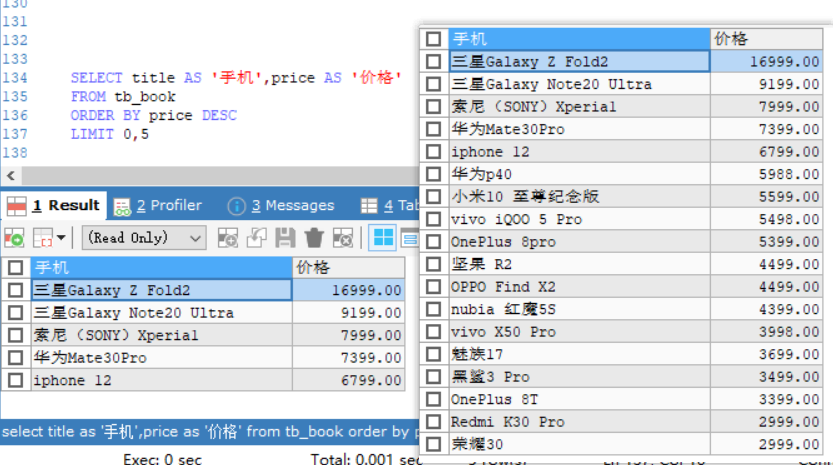 130
131
132
133
134 SELECT title AS '手机',price AS '价格'
135 FROM tb_book
136 ORDER BY price DESC
137 LIMIT 0,5
138
1 Result 2 Profiler 3 Messages 4 Tab
(Read Only)
手机 价格
三星Galaxy Z Fold2 16999.00
三星Galaxy Note20 Ultra 9199.00
索尼（SONY）Xperial 7999.00
华为Mate30Pro 7399.00
iphone 12 6799.00
select title as '手机',price as '价格' from tb_book order by p
Exec: 0 sec Total: 0.001 sec
手机 价格
三星Galaxy Z Fold2 16999.00
三星Galaxy Note20 Ultra 9199.00
索尼（SONY）Xperial 7999.00
华为Mate30Pro 7399.00
iphone 12 6799.00
华为p40 5988.00
小米10 至尊纪念版 5599.00
vivo iQOO 5 Pro 5498.00
OnePlus 8pro 5399.00
坚果 R2 4499.00
OPPO Find X2 4499.00
nubia 红魔5S 4399.00
vivo X50 Pro 3998.00
魅族17 3699.00
黑鲨3 Pro 3499.00
OnePlus 8T 3399.00
Redmi K30 Pro 2999.00
荣耀30 2999.00